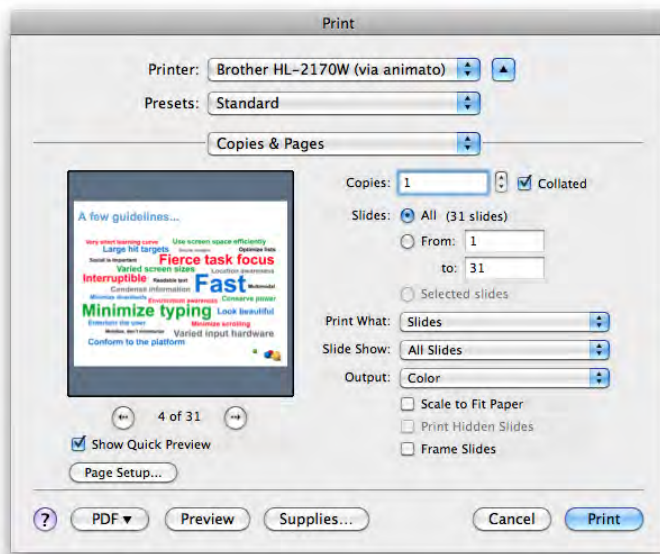 Print
Printer: Brother HL-2170W (via animato)
Presets: Standard
Copies & Pages
Copies: 1 Collated
Slides: All (31 slides)
From: 1
to: 31
Selected slides
Print What: Slides
Slide Show: All Slides
Output: Color
Scale to Fit Paper
Print Hidden Slides
Frame Slides
A few guidelines...
Very short learning curve Use screen space efficiently
Large hit targets Optimize lists
Social is important Fierce task focus
Varied screen sizes Location awareness
Interruptible Readable text Fast Multimodal
Condense information
Minimize downloads Environment awareness Conserve power
Minimize typing Look beautiful
Entertain the user Minimize scrolling
Mobilize, don't miniaturize Varied input hardware
Conform to the platform
4 of 31
Show Quick Preview
Page Setup...
? PDF▼ Preview Supplies... Cancel Print